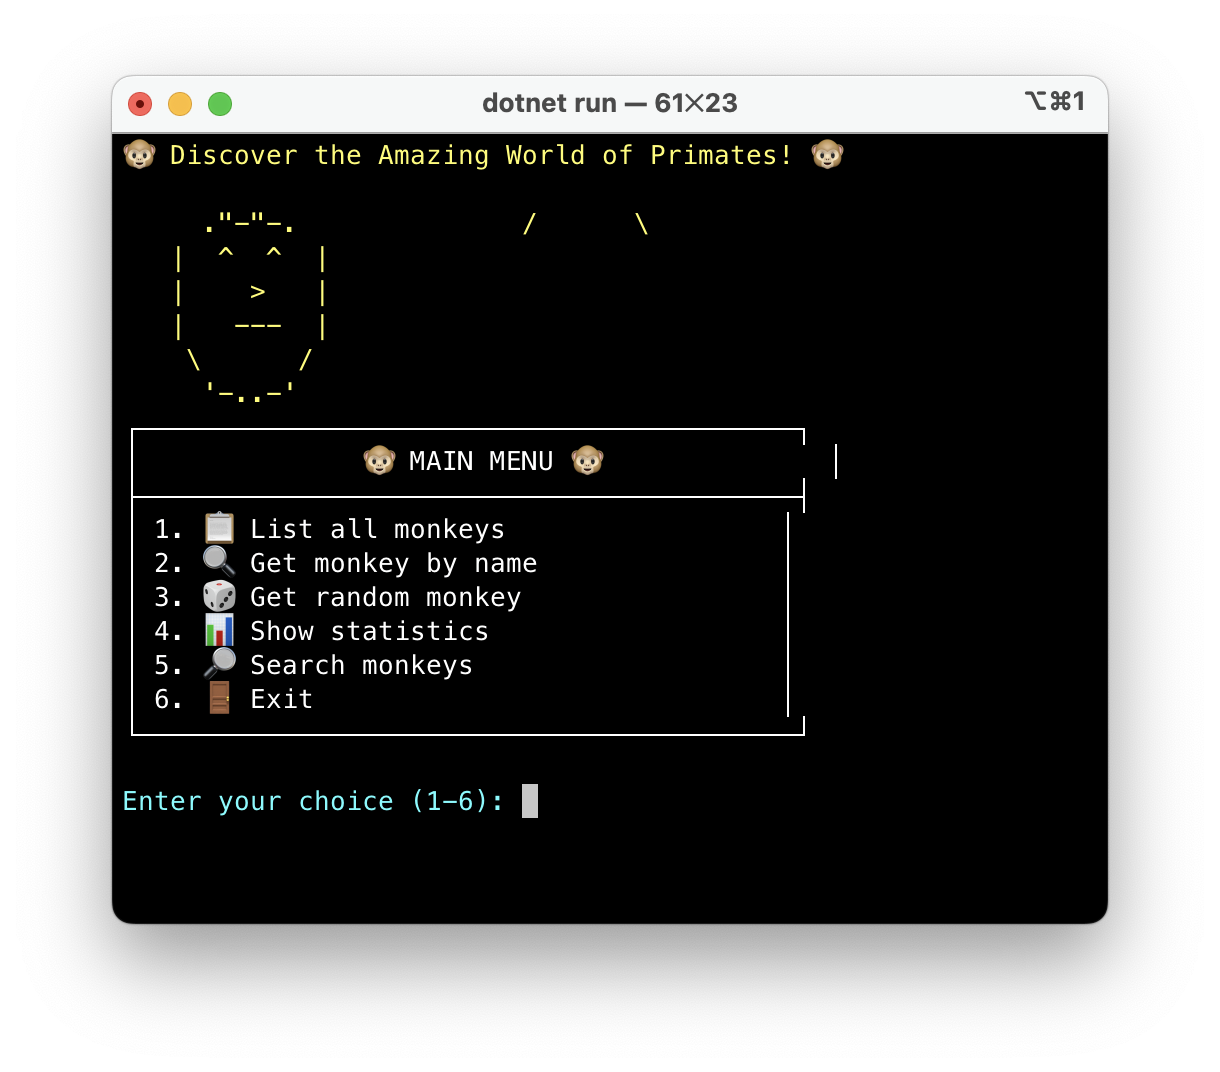 dotnet run — 61✕23
⌥⌘1
🐵 Discover the Amazing World of Primates! 🐵
."-"-. / \
| ^ ^ |
| > |
| --- |
\ /
'-..-'
🐵 MAIN MENU 🐵
1. 📋 List all monkeys
2. 🔍 Get monkey by name
3. 🎲 Get random monkey
4. 📊 Show statistics
5. 🔎 Search monkeys
6. 🚪 Exit
Enter your choice (1-6):